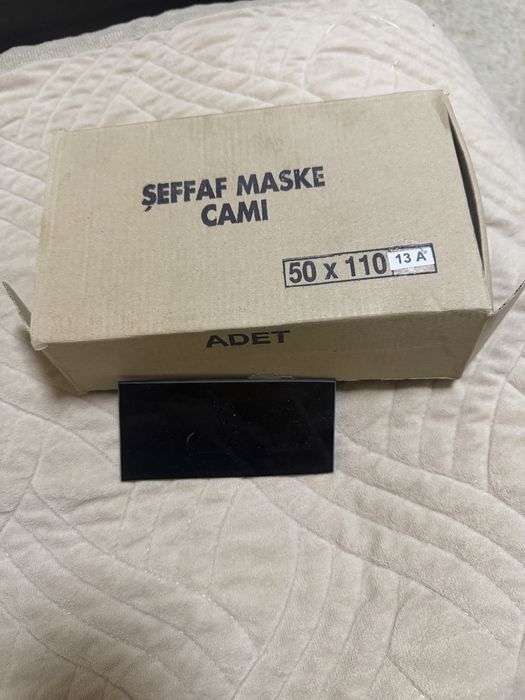 ŞEFFAF MASKE
CAMI
50 x 110 13 A
ADET